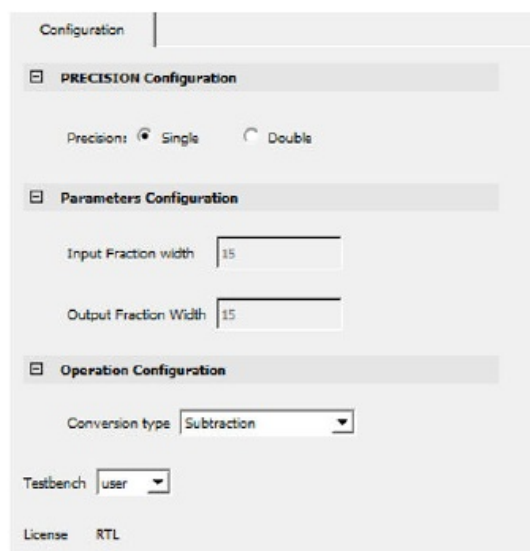 Configuration
PRECISION Configuration
Precision: Single Double
Parameters Configuration
Input Fraction width 15
Output Fraction Width 15
Operation Configuration
Conversion type Subtraction
Testbench user
License RTL